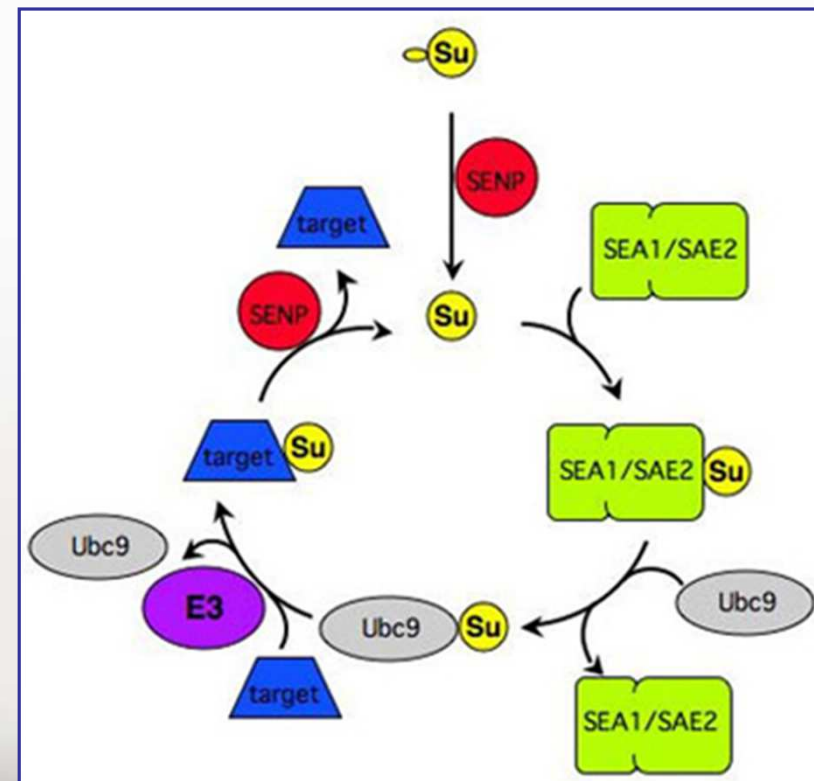 Su
SENP
target
SEA1/SAE2
SENP
Su
target
Su
SEA1/SAE2
Su
Ubc9
E3
Ubc9
Su
Ubc9
target
SEA1/SAE2